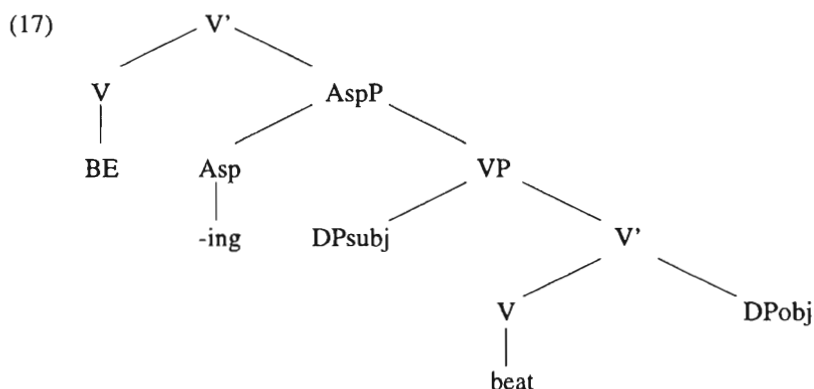 (17) V’
V AspP
BE Asp VP
-ing DPsubj V’
V DPobj
beat